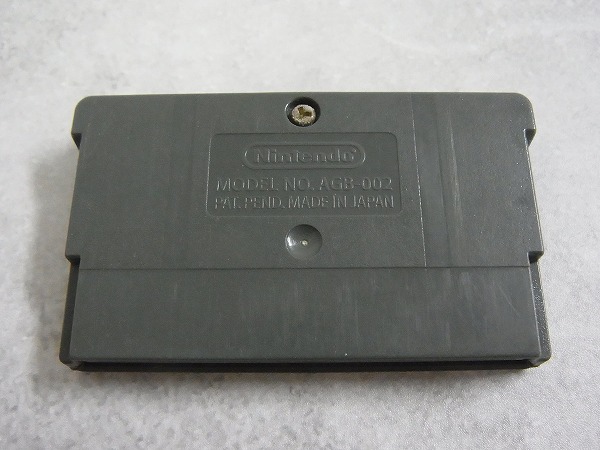 Nintendo
MODEL NO. AGB-002
PAT. PEND. MADE IN JAPAN